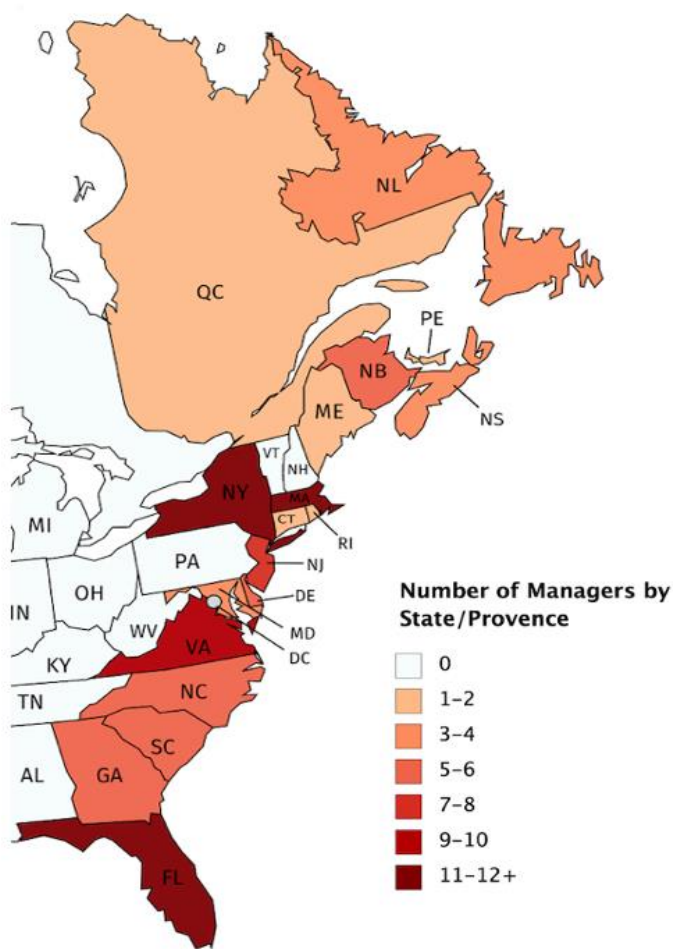 NL
QC
PE
NB
ME
NS
VT
NH
NY
MA
MI
CT
RI
PA
NJ
OH
DE
IN
WV
MD
VA
DC
KY
TN
NC
SC
AL
GA
FL
Number of Managers by
State/Provence
0
1-2
3-4
5-6
7-8
9-10
11-12+